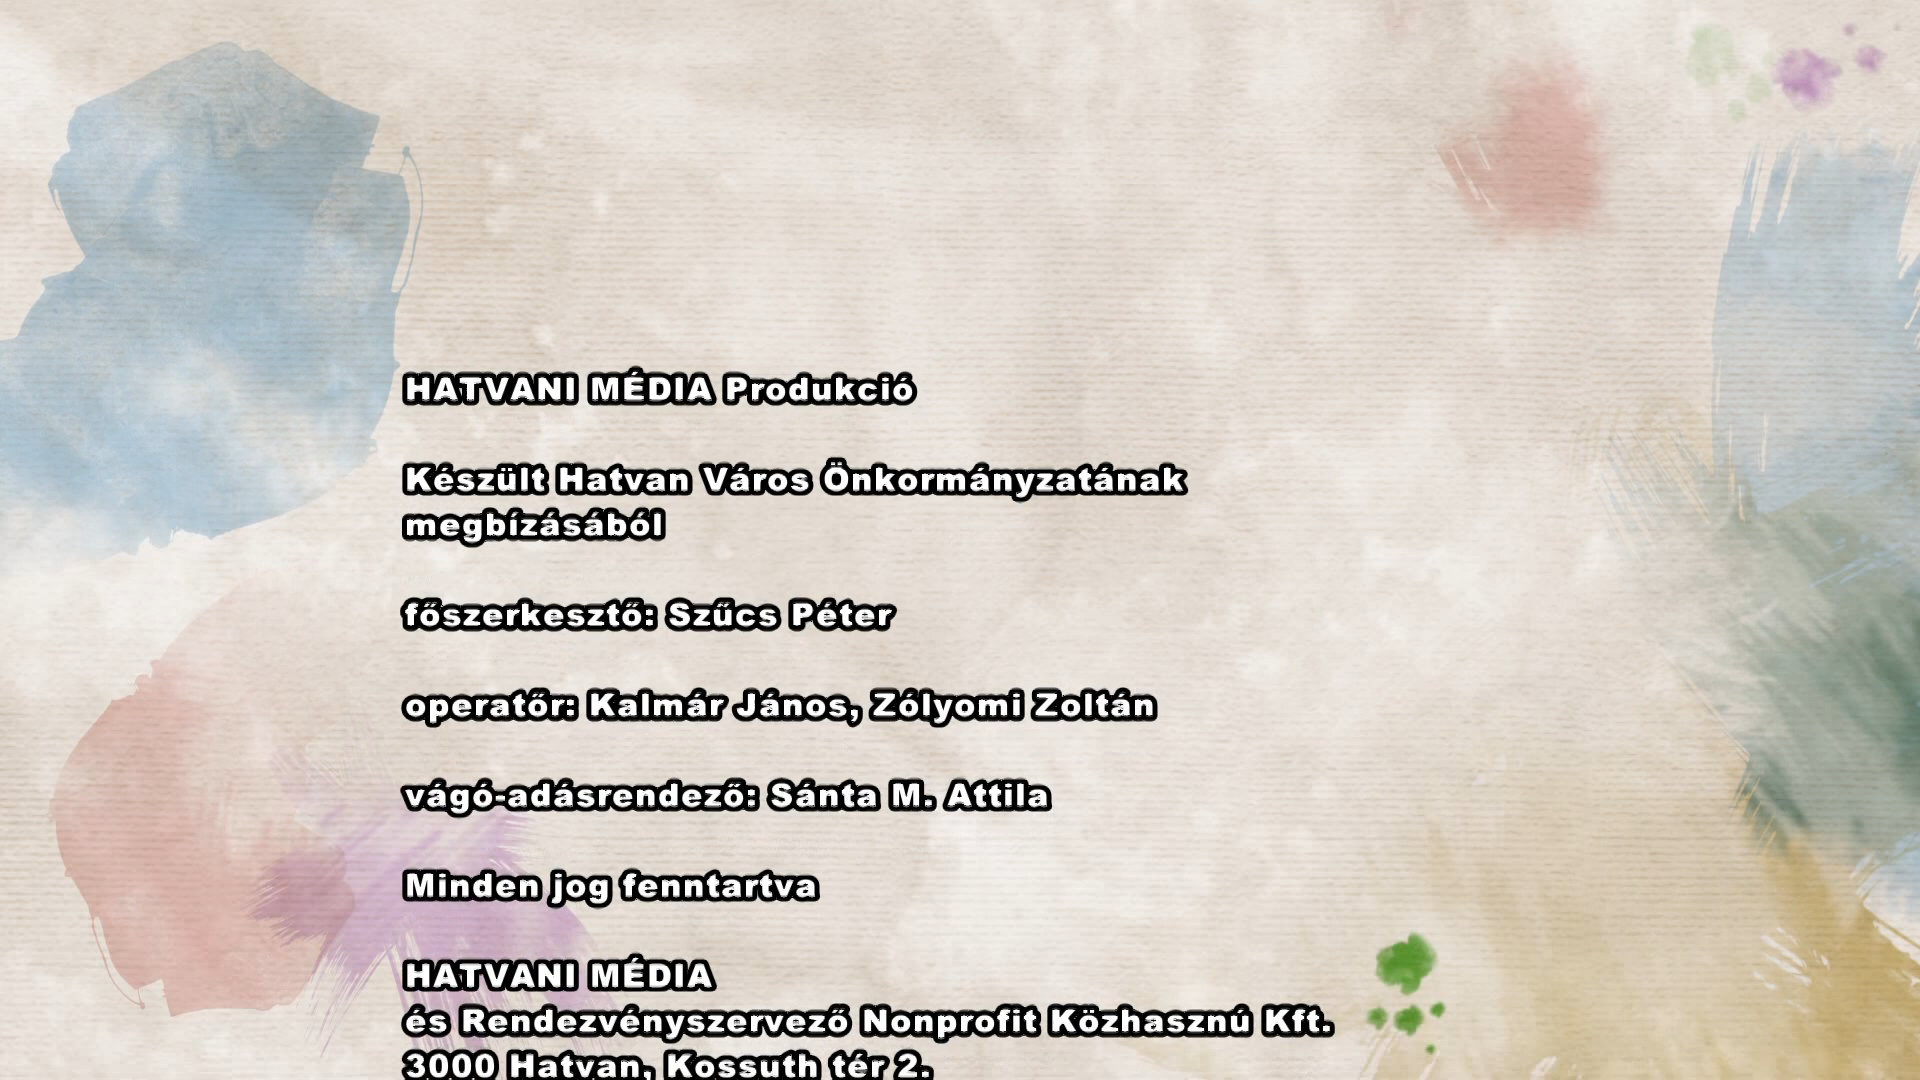 HATVANI MÉDIA Produkció
Készült Hatvan Város Önkormányzatának
megbízásából
főszerkesztő: Szűcs Péter
operatőr: Kalmár János, Zólyomi Zoltán
vágó-adásrendező: Sánta M. Attila
Minden jog fenntartva
HATVANI MÉDIA
és Rendezvényszervező Nonprofit Közhasznú Kft.
3000 Hatvan, Kossuth tér 2.